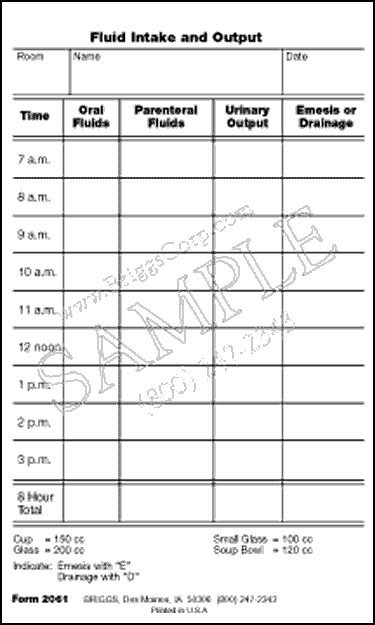 Fluid Intake and Output
Room Name Date
Time Oral Fluids Parenteral Fluids Urinary Output Emesis or Drainage
7 a.m.
8 a.m.
9 a.m.
10 a.m.
11 a.m.
12 noon
1 p.m.
2 p.m.
3 p.m.
8 Hour
Total
www.BriggsCorp.com
SAMPLE
(800) 247-2343
Cup = 150 cc Small Glass = 100 cc
Glass = 200 cc Soup Bowl = 120 cc
Indicate: Emesis with "E"
Drainage with "D"
Form 2061 BRIGGS, Des Moines, IA 50306 (800) 247-2343
Printed in U.S.A.